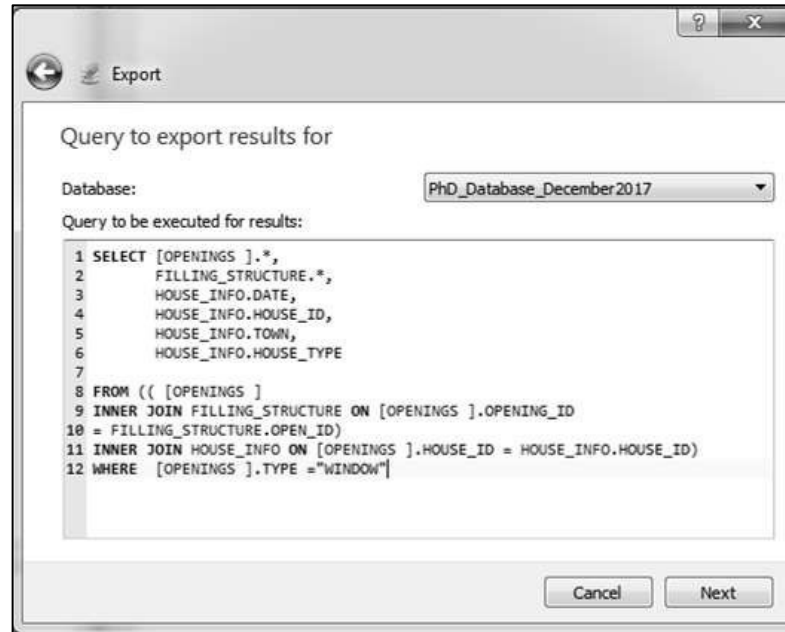 ? X
Export
Query to export results for
Database: PhD_Database_December2017
Query to be executed for results:
1 SELECT [OPENINGS ].*,
2 FILLING_STRUCTURE.*,
3 HOUSE_INFO.DATE,
4 HOUSE_INFO.HOUSE_ID,
5 HOUSE_INFO.TOWN,
6 HOUSE_INFO.HOUSE_TYPE
7
8 FROM (( [OPENINGS ]
9 INNER JOIN FILLING_STRUCTURE ON [OPENINGS ].OPENING_ID
10 = FILLING_STRUCTURE.OPEN_ID)
11 INNER JOIN HOUSE_INFO ON [OPENINGS ].HOUSE_ID = HOUSE_INFO.HOUSE_ID)
12 WHERE  [OPENINGS ].TYPE ="WINDOW"
Cancel Next